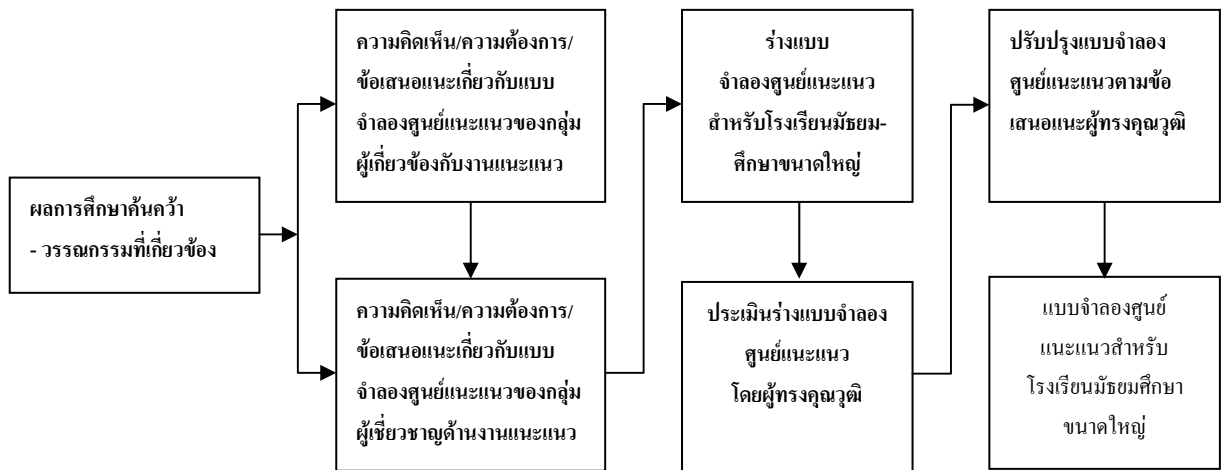 ผลการศึกษาค้นคว้า
- วรรณกรรมที่เกี่ยวข้อง
ความคิดเห็น/ความต้องการ/
ข้อเสนอแนะเกี่ยวกับแบบ
จำลองศูนย์แนะแนวของกลุ่ม
ผู้เกี่ยวข้องกับงานแนะแนว
ความคิดเห็น/ความต้องการ/
ข้อเสนอแนะเกี่ยวกับแบบ
จำลองศูนย์แนะแนวของกลุ่ม
ผู้เชี่ยวชาญด้านงานแนะแนว
ร่างแบบ
จำลองศูนย์แนะแนว
สำหรับโรงเรียนมัธยม-
ศึกษาขนาดใหญ่
ประเมินร่างแบบจำลอง
ศูนย์แนะแนว
โดยผู้ทรงคุณวุฒิ
ปรับปรุงแบบจำลอง
ศูนย์แนะแนวตามข้อ
เสนอแนะผู้ทรงคุณวุฒิ
แบบจำลองศูนย์
แนะแนวสำหรับ
โรงเรียนมัธยมศึกษา
ขนาดใหญ่